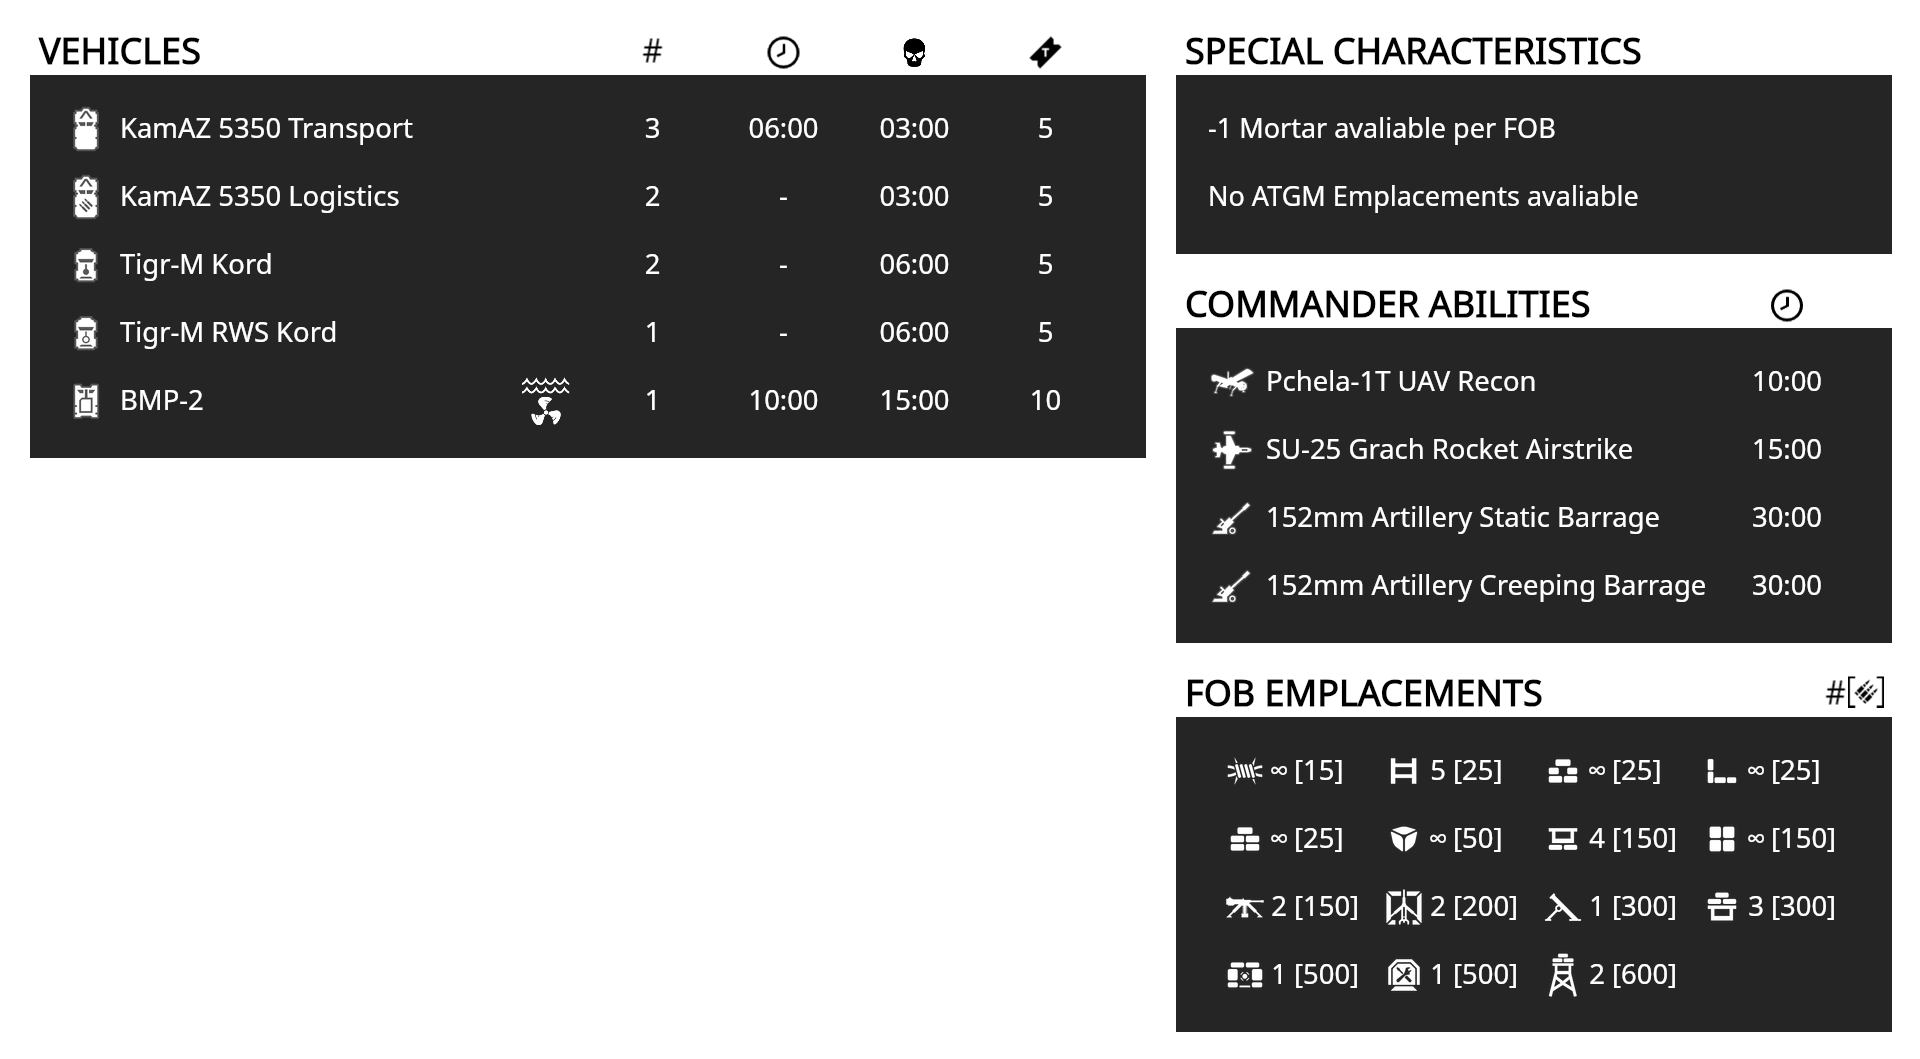 VEHICLES #
KamAZ 5350 Transport 3 06:00 03:00 5
KamAZ 5350 Logistics 2 - 03:00 5
Tigr-M Kord 2 - 06:00 5
Tigr-M RWS Kord 1 - 06:00 5
BMP-2 1 10:00 15:00 10
SPECIAL CHARACTERISTICS
-1 Mortar avaliable per FOB
No ATGM Emplacements avaliable
COMMANDER ABILITIES
Pchela-1T UAV Recon 10:00
SU-25 Grach Rocket Airstrike 15:00
152mm Artillery Static Barrage 30:00
152mm Artillery Creeping Barrage 30:00
FOB EMPLACEMENTS #[]
∞ [15] 5 [25] ∞ [25] ∞ [25]
∞ [25] ∞ [50] 4 [150] ∞ [150]
2 [150] 2 [200] 1 [300] 3 [300]
1 [500] 1 [500] 2 [600]